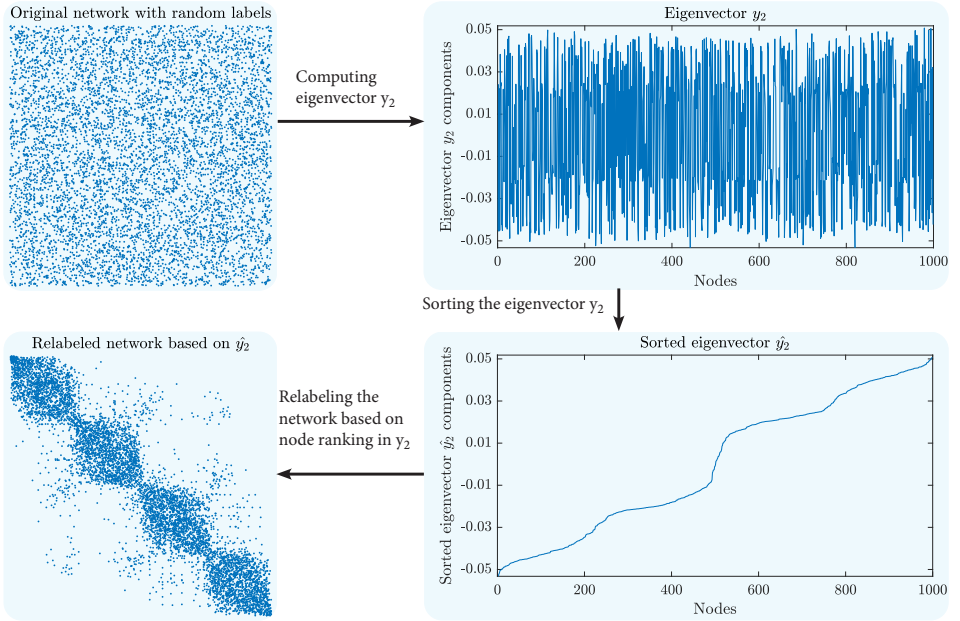 Original network with random labels
Computing
eigenvector y₂
Eigenvector y₂
Eigenvector y₂ components
0.05
0.03
0.01
-0.01
-0.03
-0.05
0
200
400
600
800
1000
Nodes
Sorting the eigenvector y₂
Sorted eigenvector ŷ₂
Sorted eigenvector ŷ₂ components
0.05
0.03
0.01
-0.01
-0.03
-0.05
0
200
400
600
800
1000
Nodes
Relabeling the
network based on
node ranking in y₂
Relabeled network based on ŷ₂